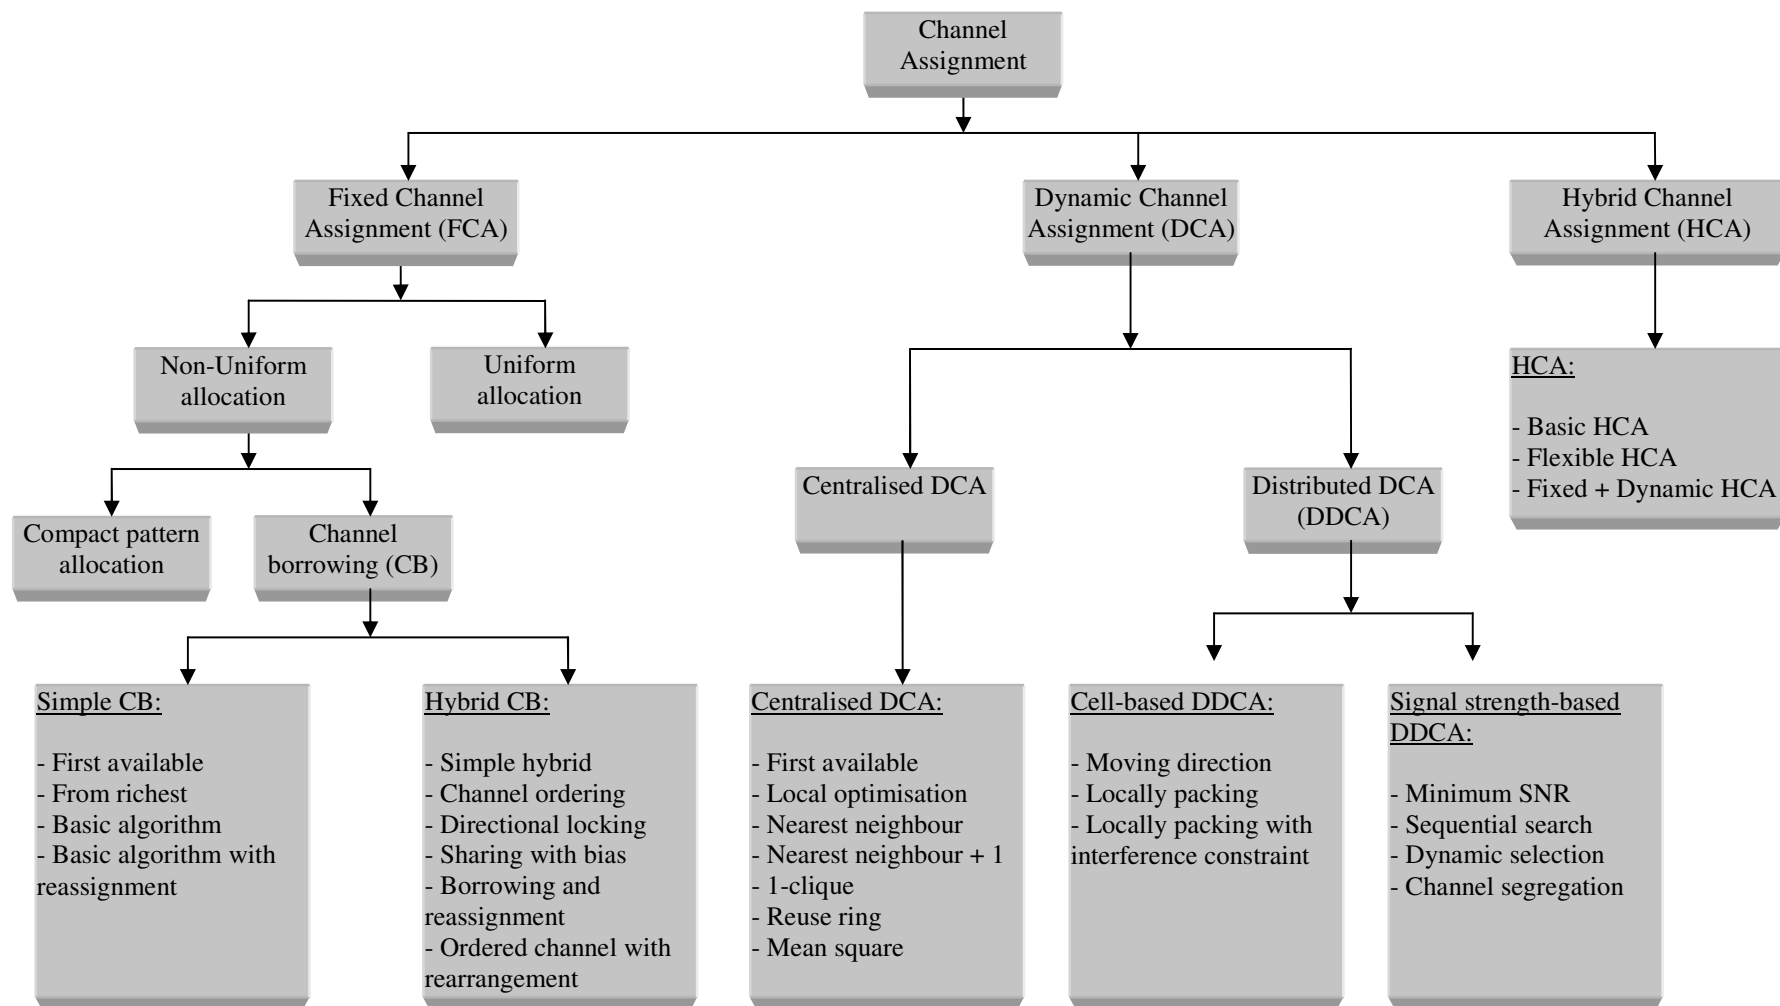 Channel
Assignment
Fixed Channel
Assignment (FCA)
Dynamic Channel
Assignment (DCA)
Hybrid Channel
Assignment (HCA)
Non-Uniform
allocation
Uniform
allocation
HCA:
- Basic HCA
- Flexible HCA
- Fixed + Dynamic HCA
Centralised DCA
Distributed DCA
(DDCA)
Compact pattern
allocation
Channel
borrowing (CB)
Simple CB:
- First available
- From richest
- Basic algorithm
- Basic algorithm with
reassignment
Hybrid CB:
- Simple hybrid
- Channel ordering
- Directional locking
- Sharing with bias
- Borrowing and
reassignment
- Ordered channel with
rearrangement
Centralised DCA:
- First available
- Local optimisation
- Nearest neighbour
- Nearest neighbour + 1
- 1-clique
- Reuse ring
- Mean square
Cell-based DDCA:
- Moving direction
- Locally packing
- Locally packing with
interference constraint
Signal strength-based
DDCA:
- Minimum SNR
- Sequential search
- Dynamic selection
- Channel segregation